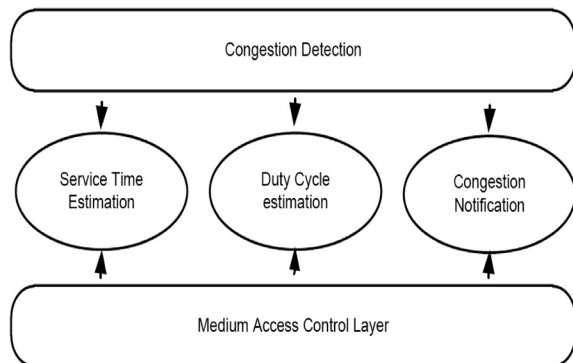 Congestion Detection
Service Time
Estimation
Duty Cycle
estimation
Congestion
Notification
Medium Access Control Layer